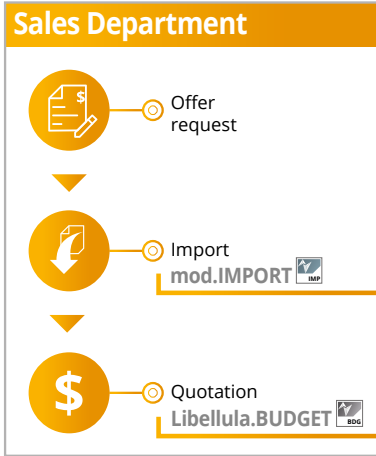 Sales Department
$
Offer
request
Import
mod.IMPORT IMP
$
Quotation
Libellula.BUDGET BDG